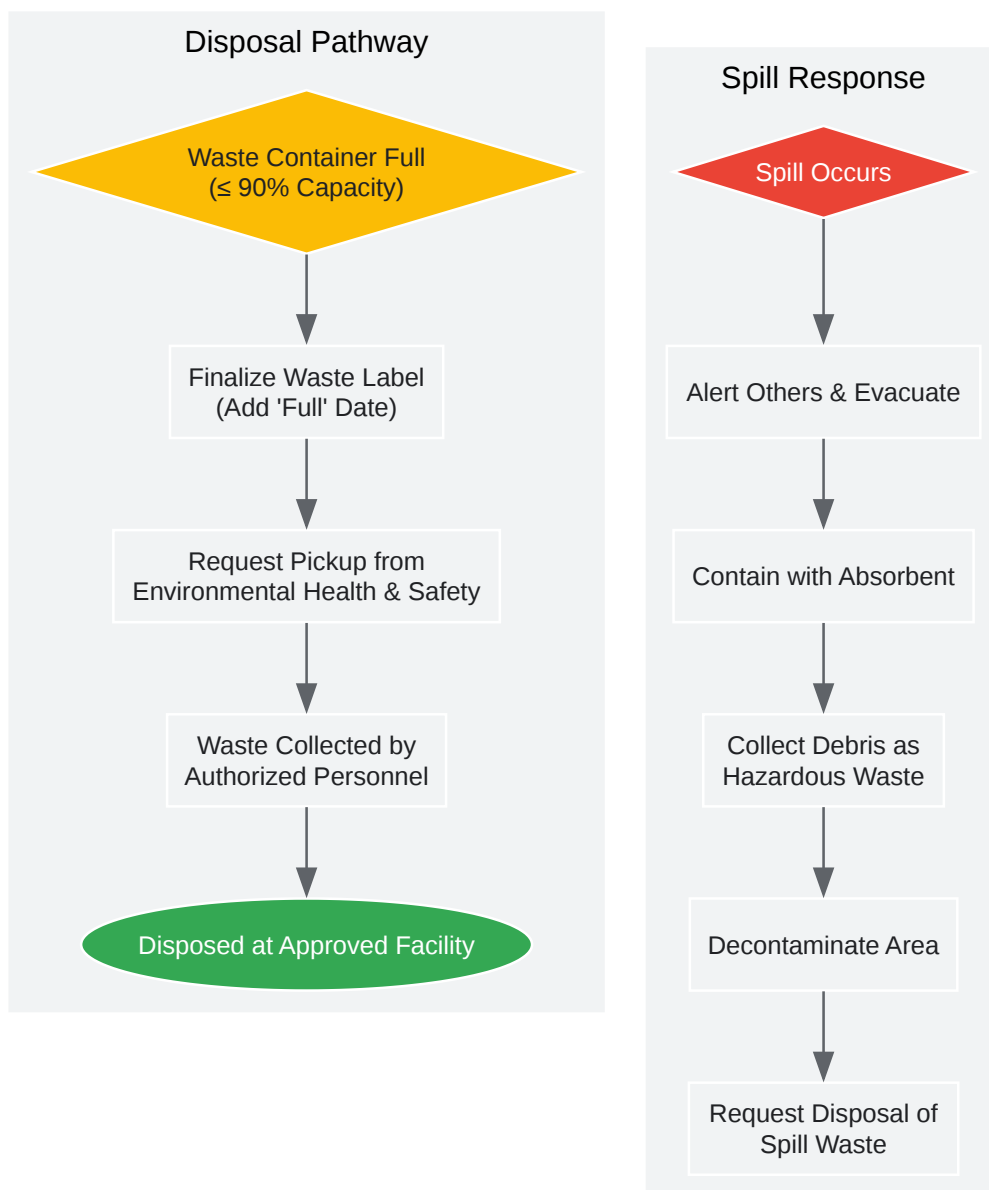 Disposal Pathway
Waste Container Full
(≤ 90% Capacity)
Finalize Waste Label
(Add 'Full' Date)
Request Pickup from
Environmental Health & Safety
Waste Collected by
Authorized Personnel
Disposed at Approved Facility
Spill Response
Spill Occurs
Alert Others & Evacuate
Contain with Absorbent
Collect Debris as
Hazardous Waste
Decontaminate Area
Request Disposal of
Spill Waste